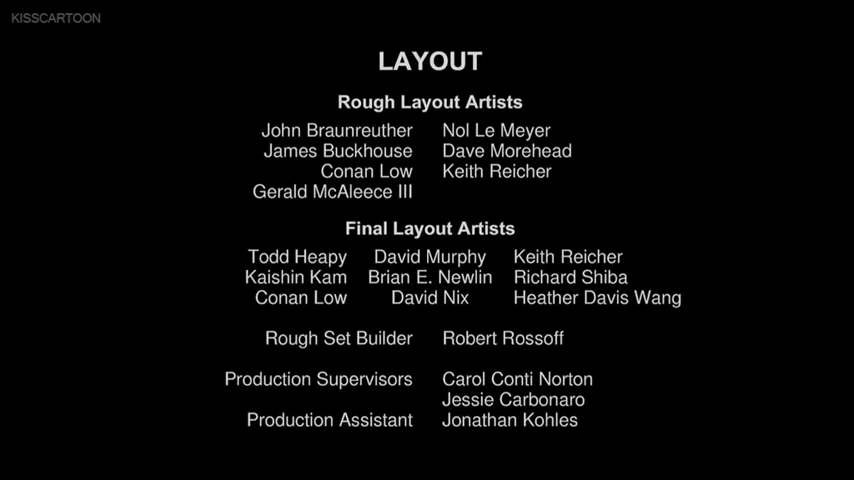 KISSCARTOON
LAYOUT
Rough Layout Artists
John Braunreuther Nol Le Meyer
James Buckhouse Dave Morehead
Conan Low Keith Reicher
Gerald McAleece III
Final Layout Artists
Todd Heapy David Murphy Keith Reicher
Kaishin Kam Brian E. Newlin Richard Shiba
Conan Low David Nix Heather Davis Wang
Rough Set Builder Robert Rossoff
Production Supervisors Carol Conti Norton
Jessie Carbonaro
Production Assistant Jonathan Kohles